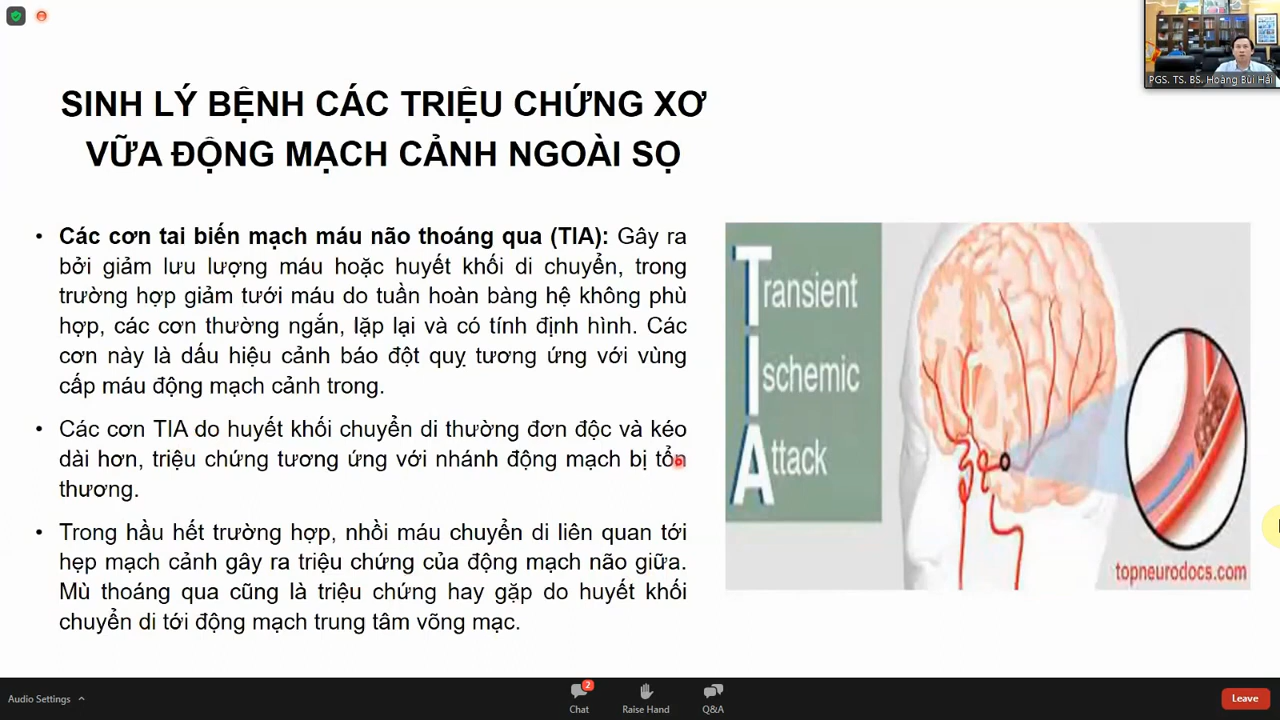 PGS. TS. BS. Hoàng Bùi Hải
SINH LÝ BỆNH CÁC TRIỆU CHỨNG XƠ
VỮA ĐỘNG MẠCH CẢNH NGOÀI SỌ
• Các cơn tai biến mạch máu não thoáng qua (TIA): Gây ra
bởi giảm lưu lượng máu hoặc huyết khối di chuyển, trong
trường hợp giảm tưới máu do tuần hoàn bàng hệ không phù
hợp, các cơn thường ngắn, lặp lại và có tính định hình. Các
cơn này là dấu hiệu cảnh báo đột quỵ tương ứng với vùng
cấp máu động mạch cảnh trong.
• Các cơn TIA do huyết khối chuyển di thường đơn độc và kéo
dài hơn, triệu chứng tương ứng với nhánh động mạch bị tổn
thương.
• Trong hầu hết trường hợp, nhồi máu chuyển di liên quan tới
hẹp mạch cảnh gây ra triệu chứng của động mạch não giữa.
Mù thoáng qua cũng là triệu chứng hay gặp do huyết khối
chuyển di tới động mạch trung tâm võng mạc.
Transient
Ischemic
Attack
topneurodocs.com
Audio Settings
2
Chat
Raise Hand
Q&A
Leave